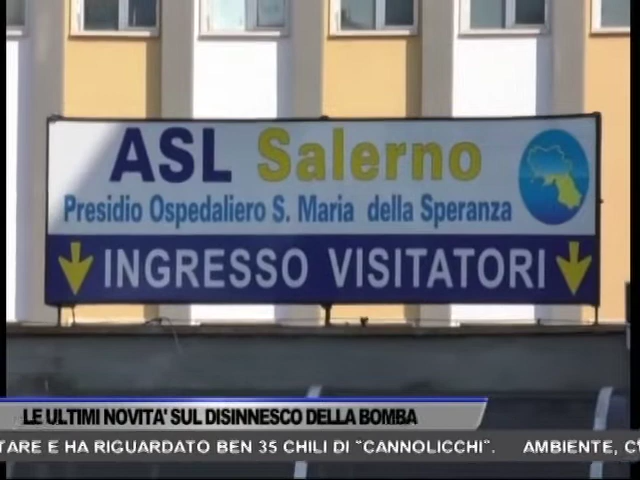 ASL Salerno
Presidio Ospedaliero S. Maria della Speranza
INGRESSO VISITATORI
LE ULTIMI NOVITA' SUL DISINNESCO DELLA BOMBA
TARE E HA RIGUARDATO BEN 35 CHILI DI "CANNOLICCHI". AMBIENTE, C'